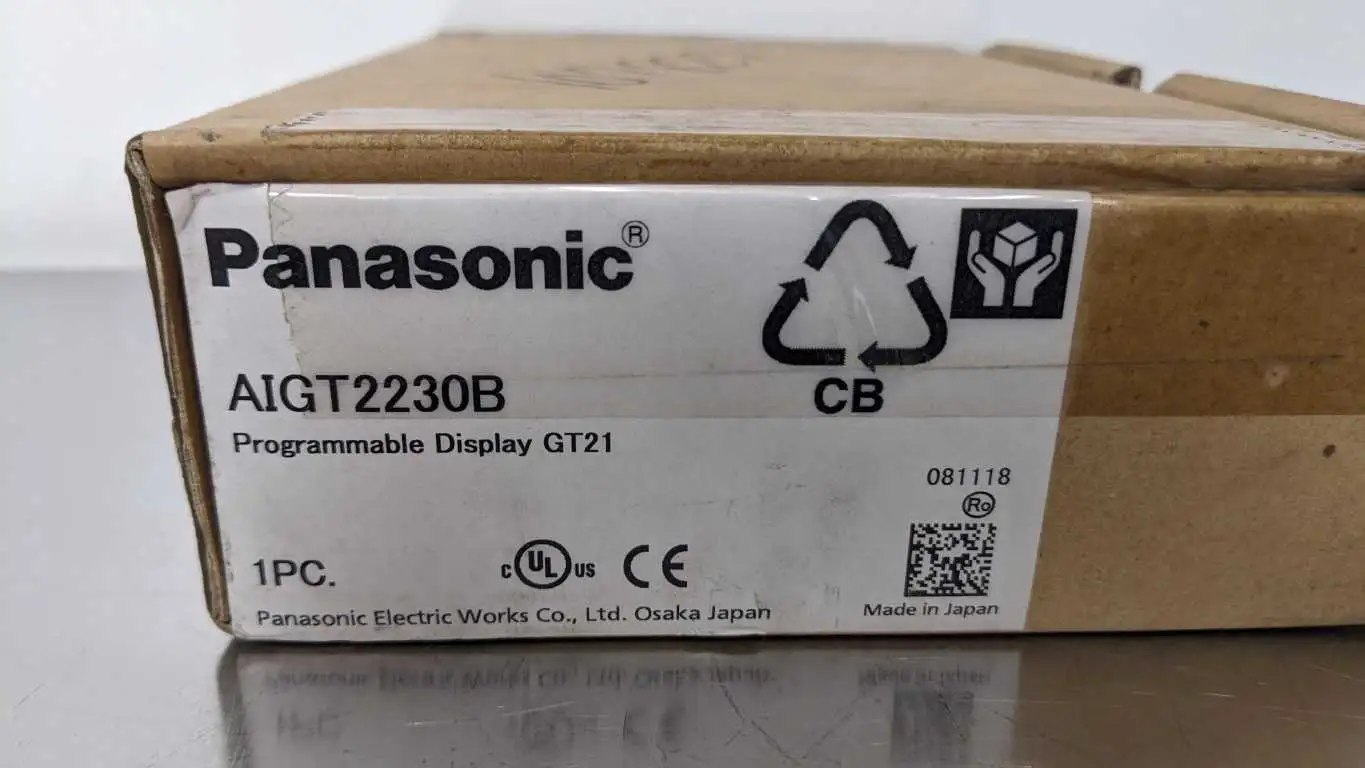 Panasonic®
CB
AIGT2230B
Programmable Display GT21
081118
Ro
1PC.
c UL us CE
Panasonic Electric Works Co., Ltd. Osaka Japan
Made in Japan